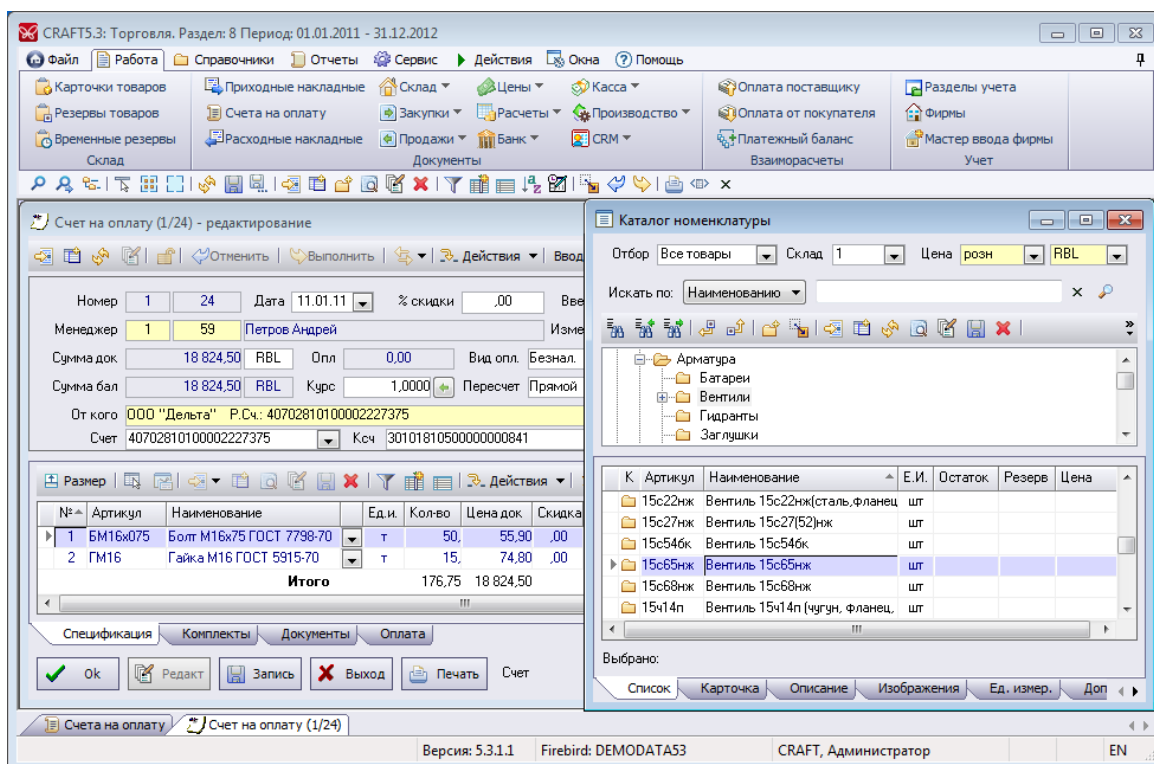 CRAFT5.3: Торговля. Раздел: 8 Период: 01.01.2011 - 31.12.2012
Файл Работа Справочники Отчеты Сервис Действия Окна Помощь
Карточки товаров Приходные накладные Склад Цены Касса Оплата поставщику Разделы учета
Резервы товаров Счета на оплату Закупки Расчеты Производство Оплата от покупателя Фирмы
Временные резервы Расходные накладные Продажи Банк CRM Платежный баланс Мастер ввода фирмы
Склад Документы Взаиморасчеты Учет
Счет на оплату (1/24) - редактирование
Отменить Выполнить Действия Ввод
Номер 1 24 Дата 11.01.11 % скидки ,00 Вве
Менеджер 1 59 Петров Андрей Изме
Сумма док 18 824,50 RBL Опл 0,00 Вид опл. Безнал.
Сумма бал 18 824,50 RBL Курс 1,0000 Пересчет Прямой
От кого ООО "Дельта" Р.Сч.: 40702810100002227375
Счет 40702810100002227375 Ксч 30101810500000000841
Размер Действия
№ Артикул Наименование Ед.и. Кол-во Цена док Скидка
1 БМ16х075 Болт М16х75 ГОСТ 7798-70 т 50, 55,90 ,00
2 ГМ16 Гайка М16 ГОСТ 5915-70 т 15, 74,80 ,00
Итого 176,75 18 824,50
Спецификация Комплекты Документы Оплата
Ok Редакт Запись Выход Печать Счет
Каталог номенклатуры
Отбор Все товары Склад 1 Цена розн RBL
Искать по: Наименованию
Арматура
Батареи
Вентили
Гидранты
Заглушки
К Артикул Наименование Е.И. Остаток Резерв Цена
15с22нж Вентиль 15с22нж(сталь,фланец шт
15с27нж Вентиль 15с27(52)нж шт
15с54бк Вентиль 15с54бк шт
15с65нж Вентиль 15с65нж шт
15с68нж Вентиль 15с68нж шт
15ч14п Вентиль 15ч14п (чугун, фланец, шт
Выбрано:
Список Карточка Описание Изображения Ед. измер. Доп
Счета на оплату Счет на оплату (1/24)
Версия: 5.3.1.1 Firebird: DEMODATA53 CRAFT, Администратор EN